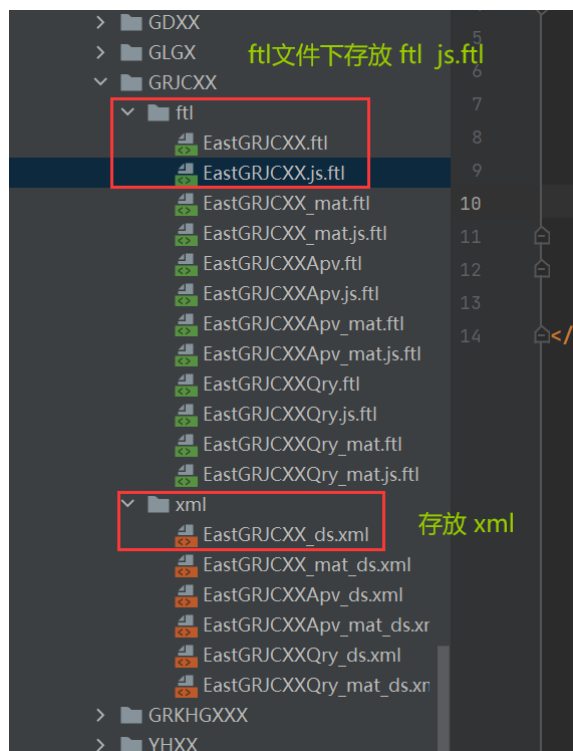 GDXX
GLGX
ftl文件下存放 ftl js.ftl
GRJCXX
ftl
EastGRJCXX.ftl
EastGRJCXX.js.ftl
EastGRJCXX_mat.ftl
EastGRJCXX_mat.js.ftl
EastGRJCXXApv.ftl
EastGRJCXXApv.js.ftl
EastGRJCXXApv_mat.ftl
EastGRJCXXApv_mat.js.ftl
EastGRJCXXQry.ftl
EastGRJCXXQry.js.ftl
EastGRJCXXQry_mat.ftl
EastGRJCXXQry_mat.js.ftl
xml
存放 xml
EastGRJCXX_ds.xml
EastGRJCXX_mat_ds.xml
EastGRJCXXApv_ds.xml
EastGRJCXXApv_mat_ds.xr
EastGRJCXXQry_ds.xml
EastGRJCXXQry_mat_ds.xn
GRKHGXXX
YHXX
5
6
7
8
9
10
11
12
13
14 </